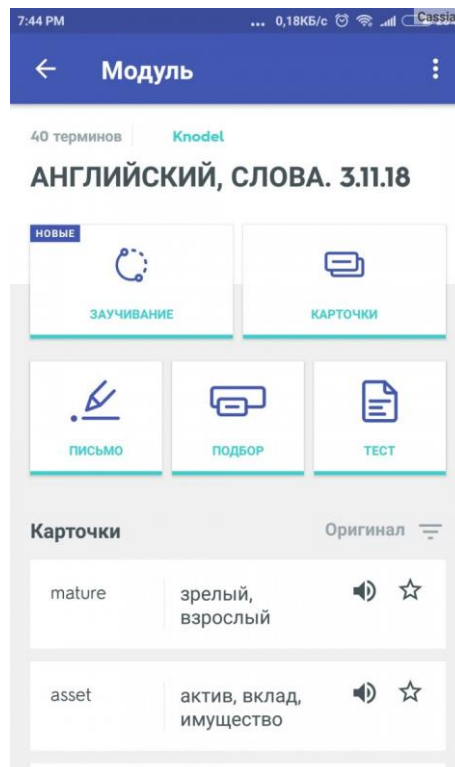 7:44 PM ... 0,18КБ/с Cassia
Модуль
40 терминов Knodel
АНГЛИЙСКИЙ, СЛОВА. 3.11.18
НОВЫЕ
ЗАУЧИВАНИЕ КАРТОЧКИ
ПИСЬМО ПОДБОР ТЕСТ
Карточки Оригинал
mature зрелый,
взрослый
asset актив, вклад,
имущество